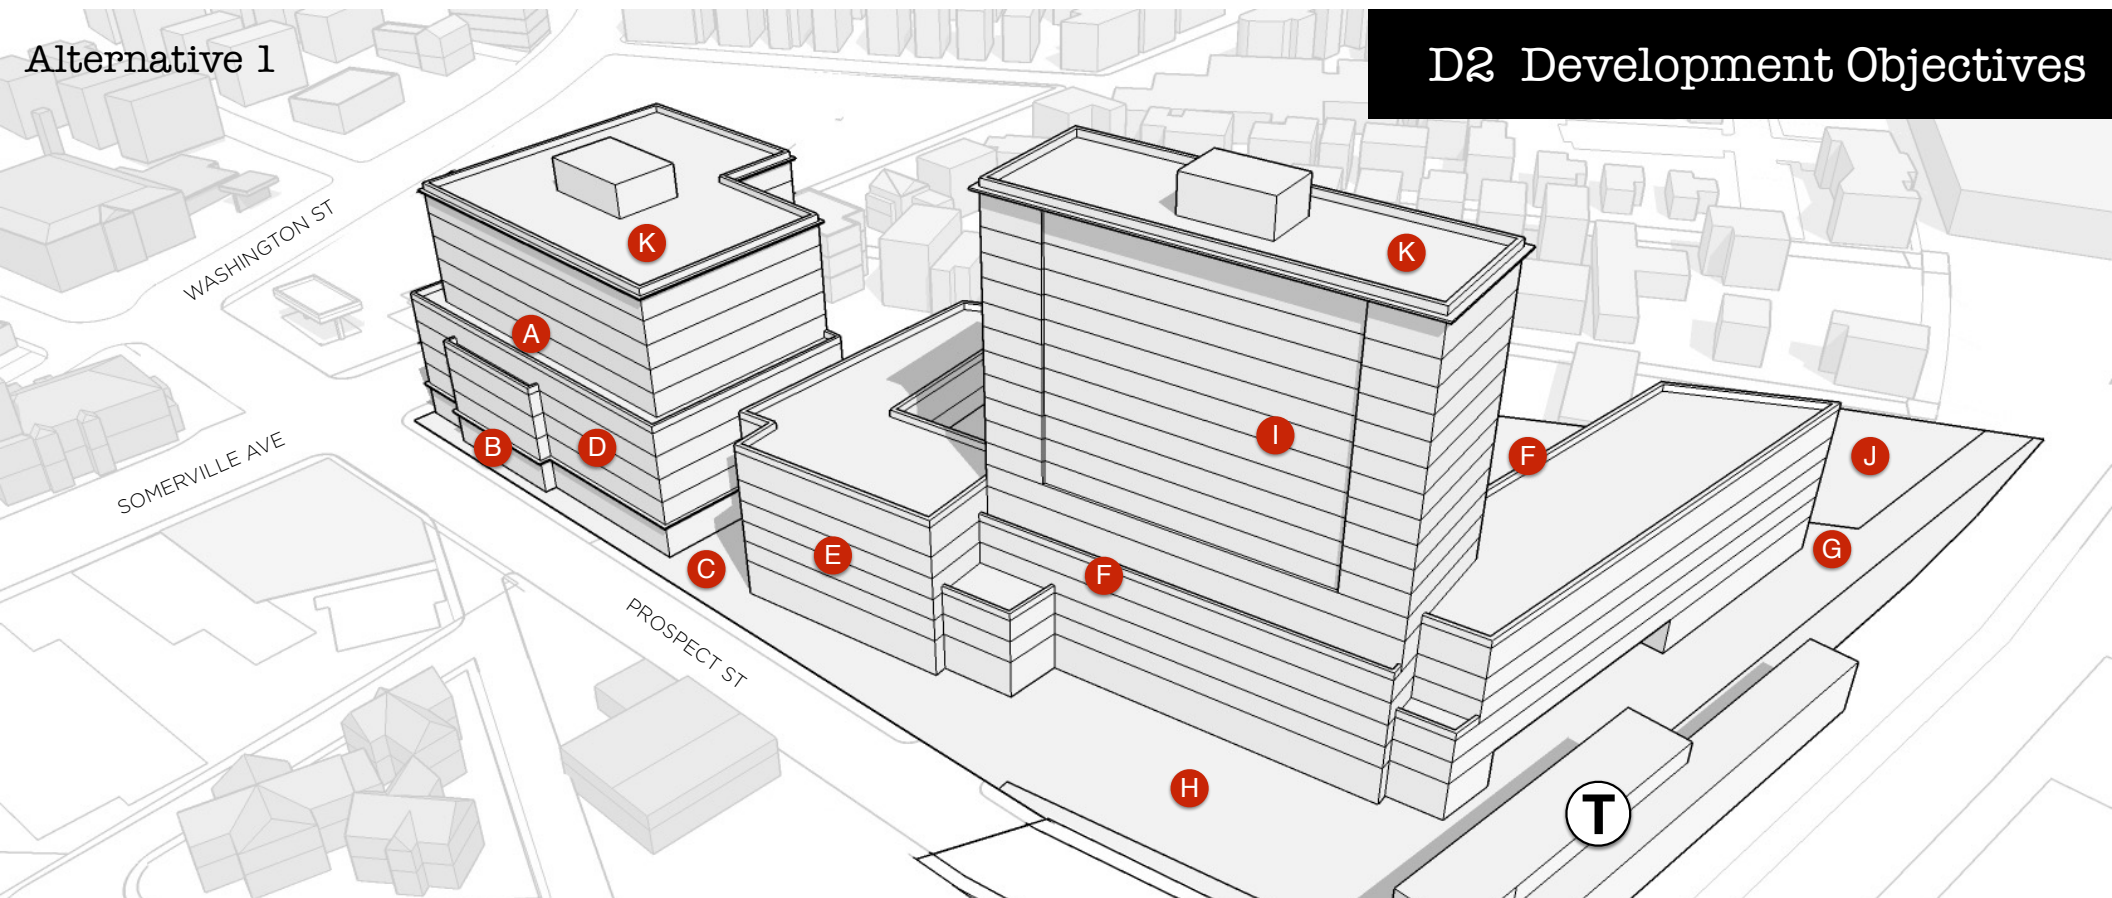 Alternative 1
D2 Development Objectives
WASHINGTON ST
SOMERVILLE AVE
PROSPECT ST
K
K
A
B
D
I
F
J
E
F
G
C
H
T